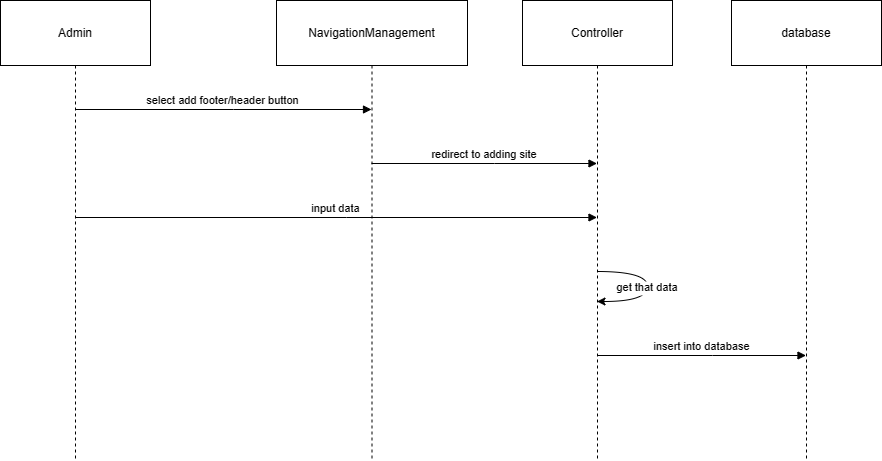 Admin
NavigationManagement
Controller
database
select add footer/header button
redirect to adding site
input data
get that data
insert into database